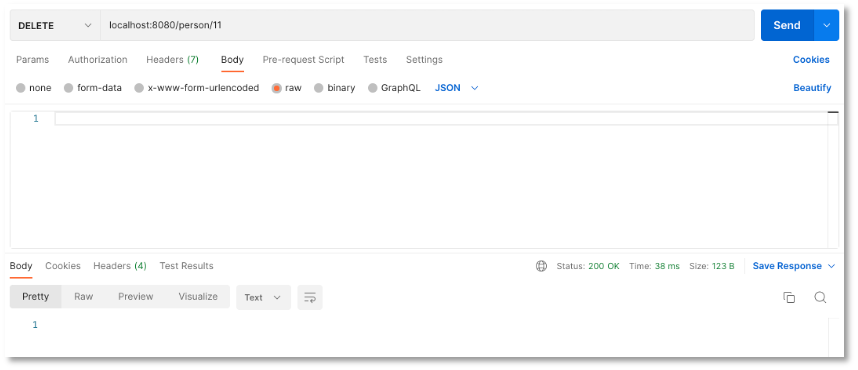 DELETE localhost:8080/person/11 Send
Params Authorization Headers (7) Body Pre-request Script Tests Settings Cookies
none form-data x-www-form-urlencoded raw binary GraphQL JSON Beautify
1
Body Cookies Headers (4) Test Results Status: 200 OK Time: 38 ms Size: 123 B Save Response
Pretty Raw Preview Visualize Text
1